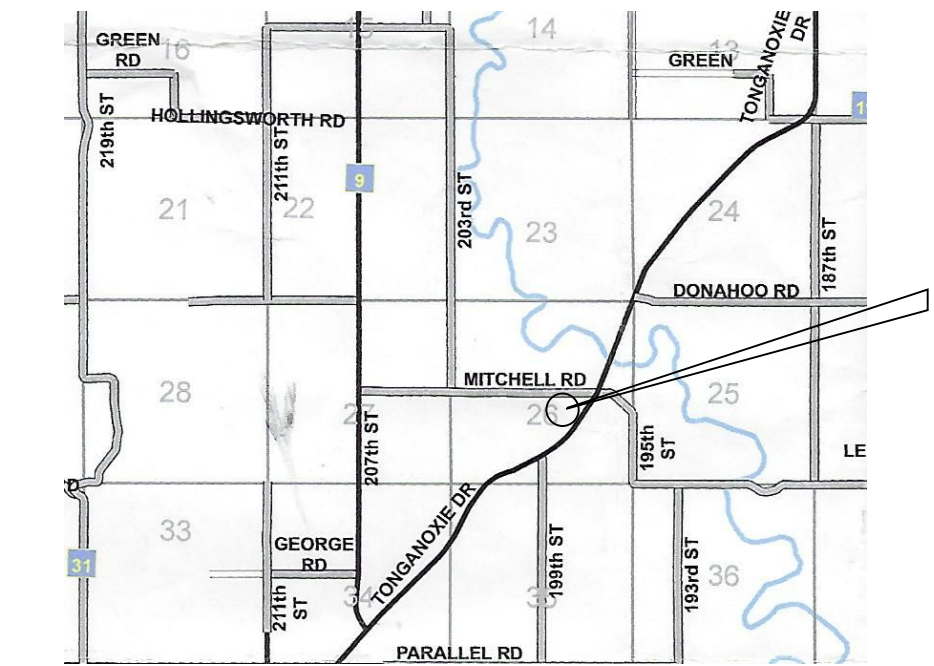 15
14
13
TONGANOXIE
DR
GREEN
RD
16
GREEN
219th ST
HOLLINGSWORTH RD
211th ST
9
21
22
203rd ST
23
24
187th ST
DONAHOO RD
MITCHELL RD
28
27
26
25
207th ST
195th
ST
LE
33
GEORGE
RD
31
TONGANOXIE DR
199th ST
193rd ST
36
211th
ST
34
35
PARALLEL RD